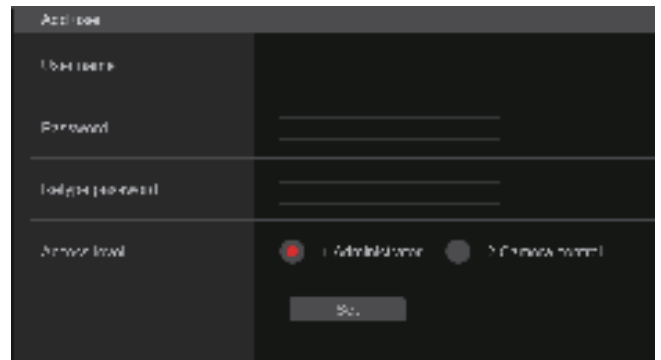 Add user
User name
Password
Retype password
Access level
1.Administrator
2.Camera control
Set